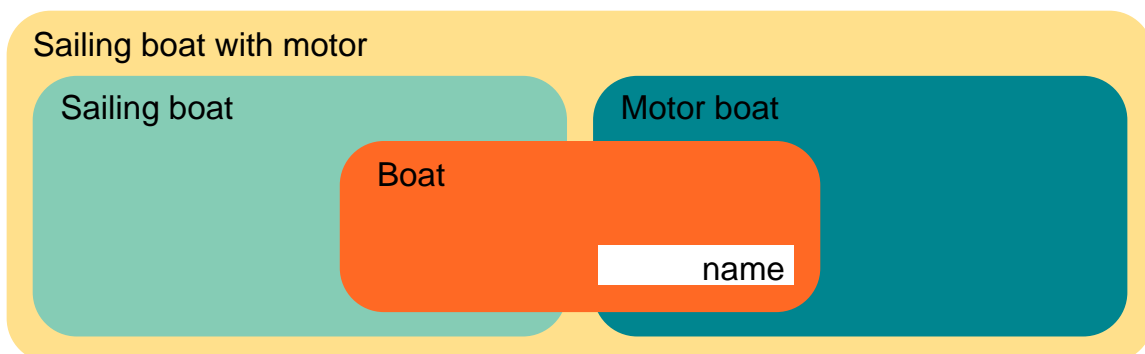 Sailing boat with motor
Sailing boat
Motor boat
Boat
name